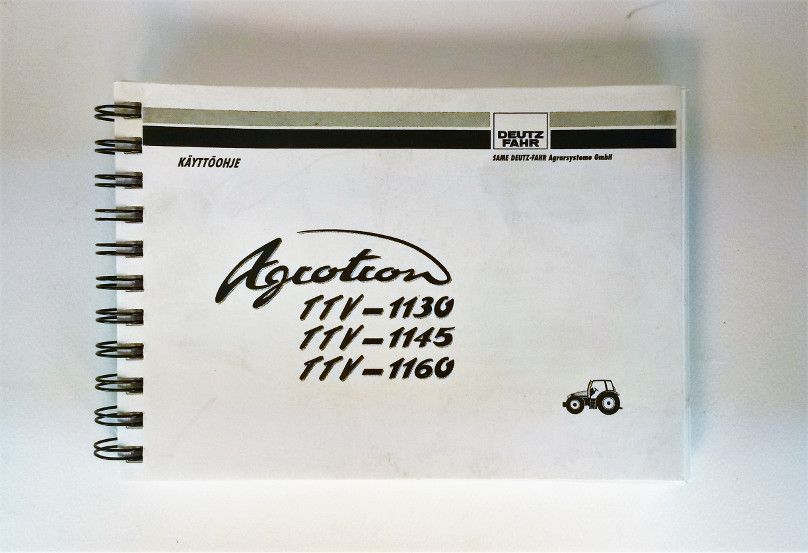 DEUTZ
FAHR
KÄYTTÖOHJE
SAME DEUTZ-FAHR Agrarsysteme GmbH
Agrotron
TTV-1130
TTV-1145
TTV-1160